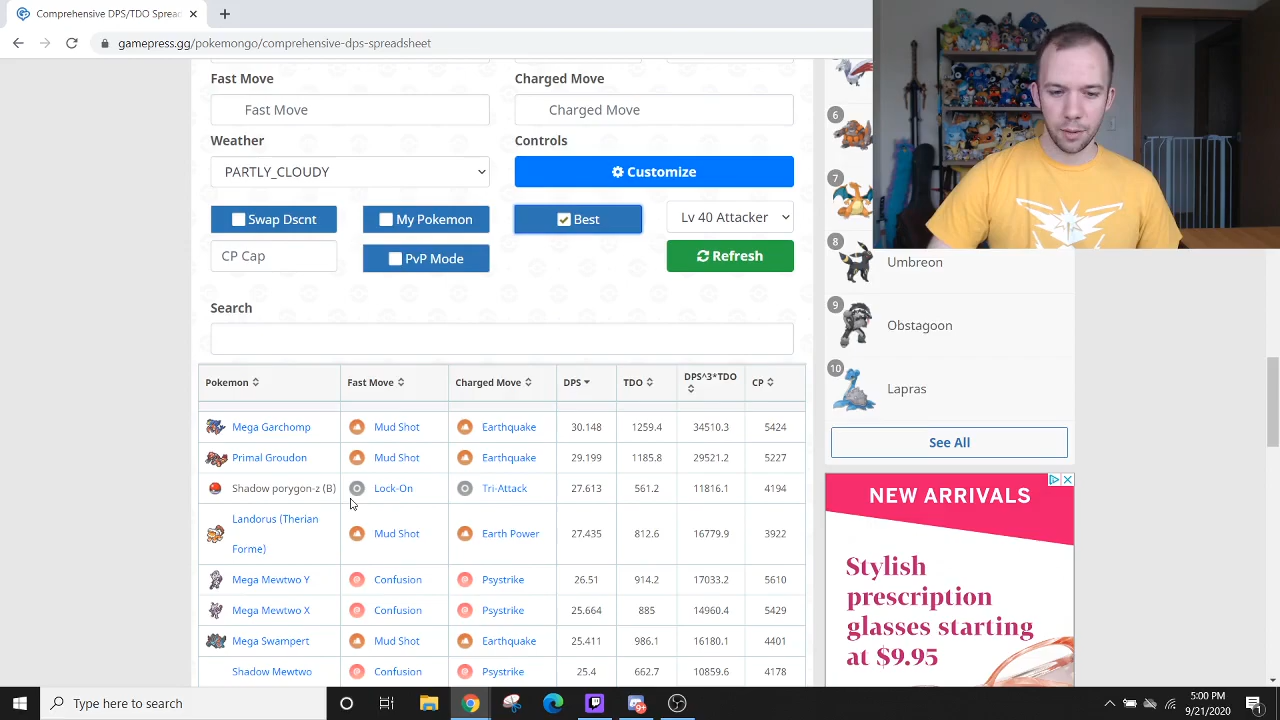 Comprehensive DPS/TDO Sprea
gamepress.gg/pokemongo/comprehensive-dps-spreadsheet
Fast Move
Charged Move
Fast Move
Charged Move
Weather
Controls
PARTLY_CLOUDY
Customize
Swap Dscnt
My Pokemon
Best
Lv 40 Attacker
CP Cap
PvP Mode
Refresh
Search
Pokemon
Fast Move
Charged Move
DPS
TDO
DPS^3*TDO
CP
Mega Garchomp Mud Shot Earthquake 30.148 1259.4 34510.3 5424
Primal Groudon Mud Shot Earthquake 29.199 1185.8 29521.2 5227
Shadow porygon-z (B) Lock-On Tri-Attack 27.613 561.2 11816.1 4194
Landorus (Therian
Forme) Mud Shot Earth Power 27.435 812.6 16779.9 3922
Mega Mewtwo Y Confusion Psystrike 26.51 914.2 17033.2 5610
Mega Mewtwo X Confusion Psystrike 25.664 885 14960.4 5429
Mega Swampert Mud Shot Earthquake 25.411 986.1 16180.1 4401
Shadow Mewtwo Confusion Psystrike 25.4 662.7 10859.6 4178
6
7
8
Umbreon
9
Obstagoon
10
Lapras
See All
NEW ARRIVALS
Stylish
prescription
glasses starting
at $9.95
Type here to search
5:00 PM
9/21/2020
1